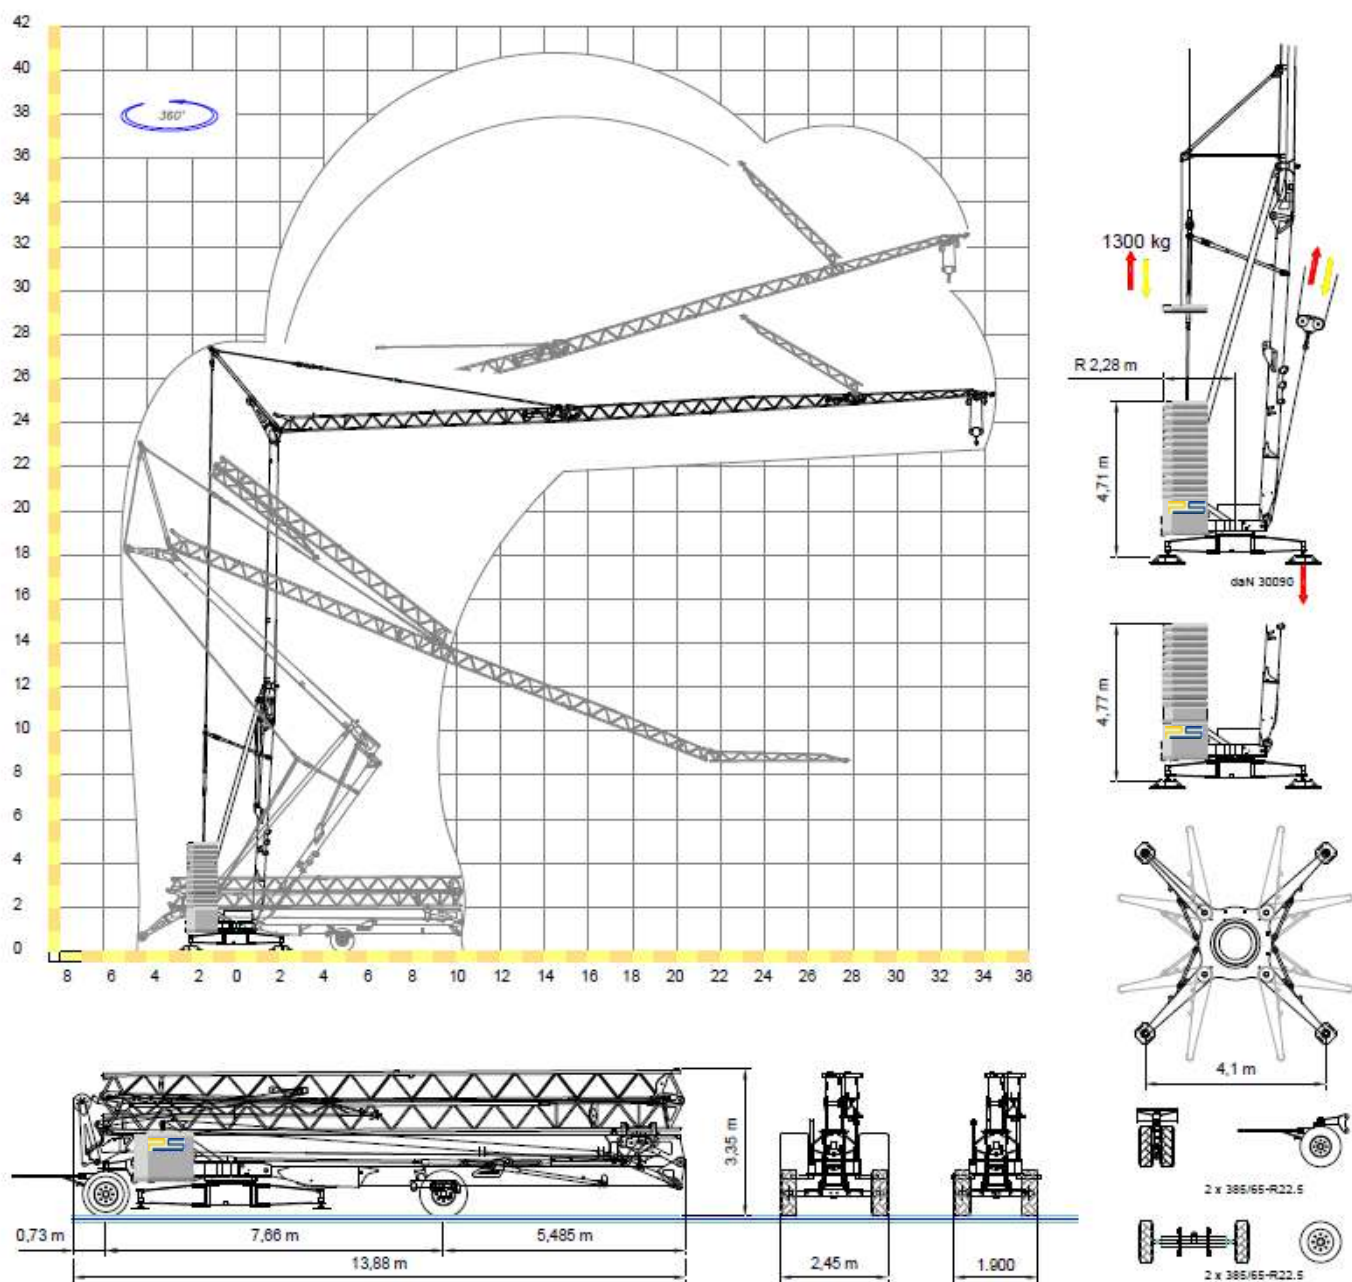 42
40
38
36
34
32
30
28
26
24
22
20
18
16
14
12
10
8
6
4
2
0
360°
8 6 4 2 0 2 4 6 8 10 12 14 16 18 20 22 24 26 28 30 32 34 36
1300 kg
R 2,28 m
4,71 m
PS
daN 30090
4,77 m
PS
4,1 m
2 x 385/65-R22.5
2 x 385/65-R22.5
PS
3,35 m
0,73 m 7,66 m 5,485 m
13,88 m
2,45 m
1.900